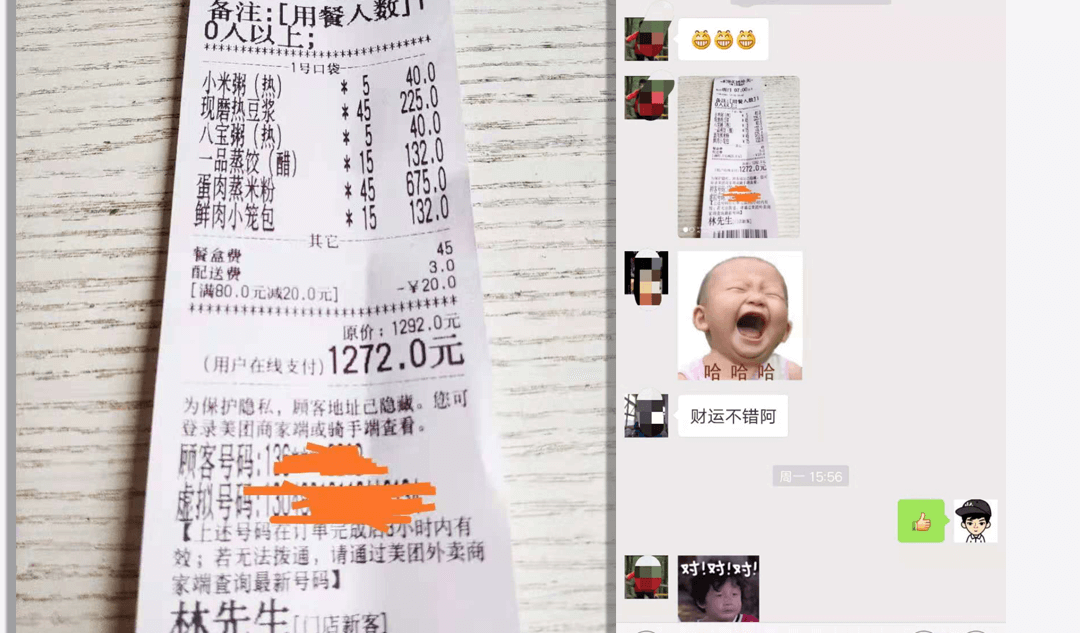 备注:[用餐人数]1
0人以上;
1号口袋
小米粥(热) * 5 40.0
现磨热豆浆 * 45 225.0
八宝粥(热) * 5 40.0
一品蒸饺(醋) * 15 132.0
蛋肉蒸米粉 * 45 675.0
鲜肉小笼包 * 15 132.0
其它
餐盒费 45
配送费 3.0
[满80.0元减20.0元] -¥20.0
原价: 1292.0元
(用户在线支付) 1272.0元
为保护隐私,顾客地址已隐藏。您可
登录美团商家端或骑手端查看。
顾客号码:
虚拟号码:
【上述号码在订单完成后3小时内有
效;若无法拨通,请通过美团外卖商
家端查询最新号码】
林先生[门店新客]
1272.0元
林先生
哈 哈 哈
财运不错阿
周一 15:56
对!对!对!